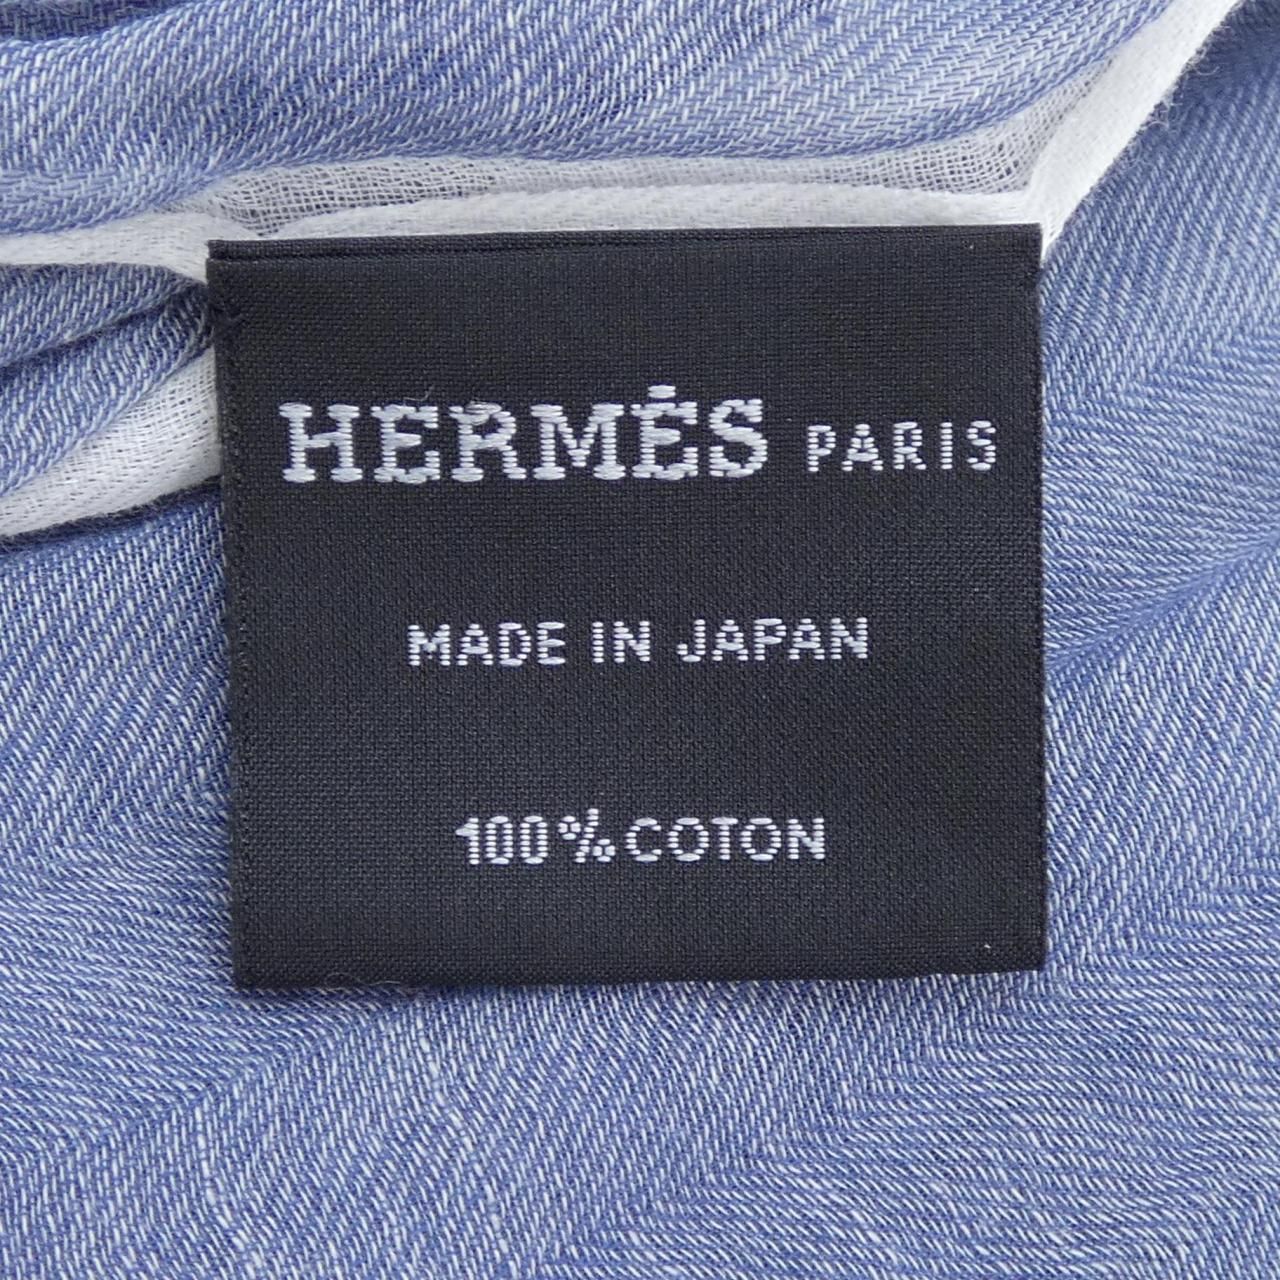 HERMÈS PARIS
MADE IN JAPAN
100% COTON